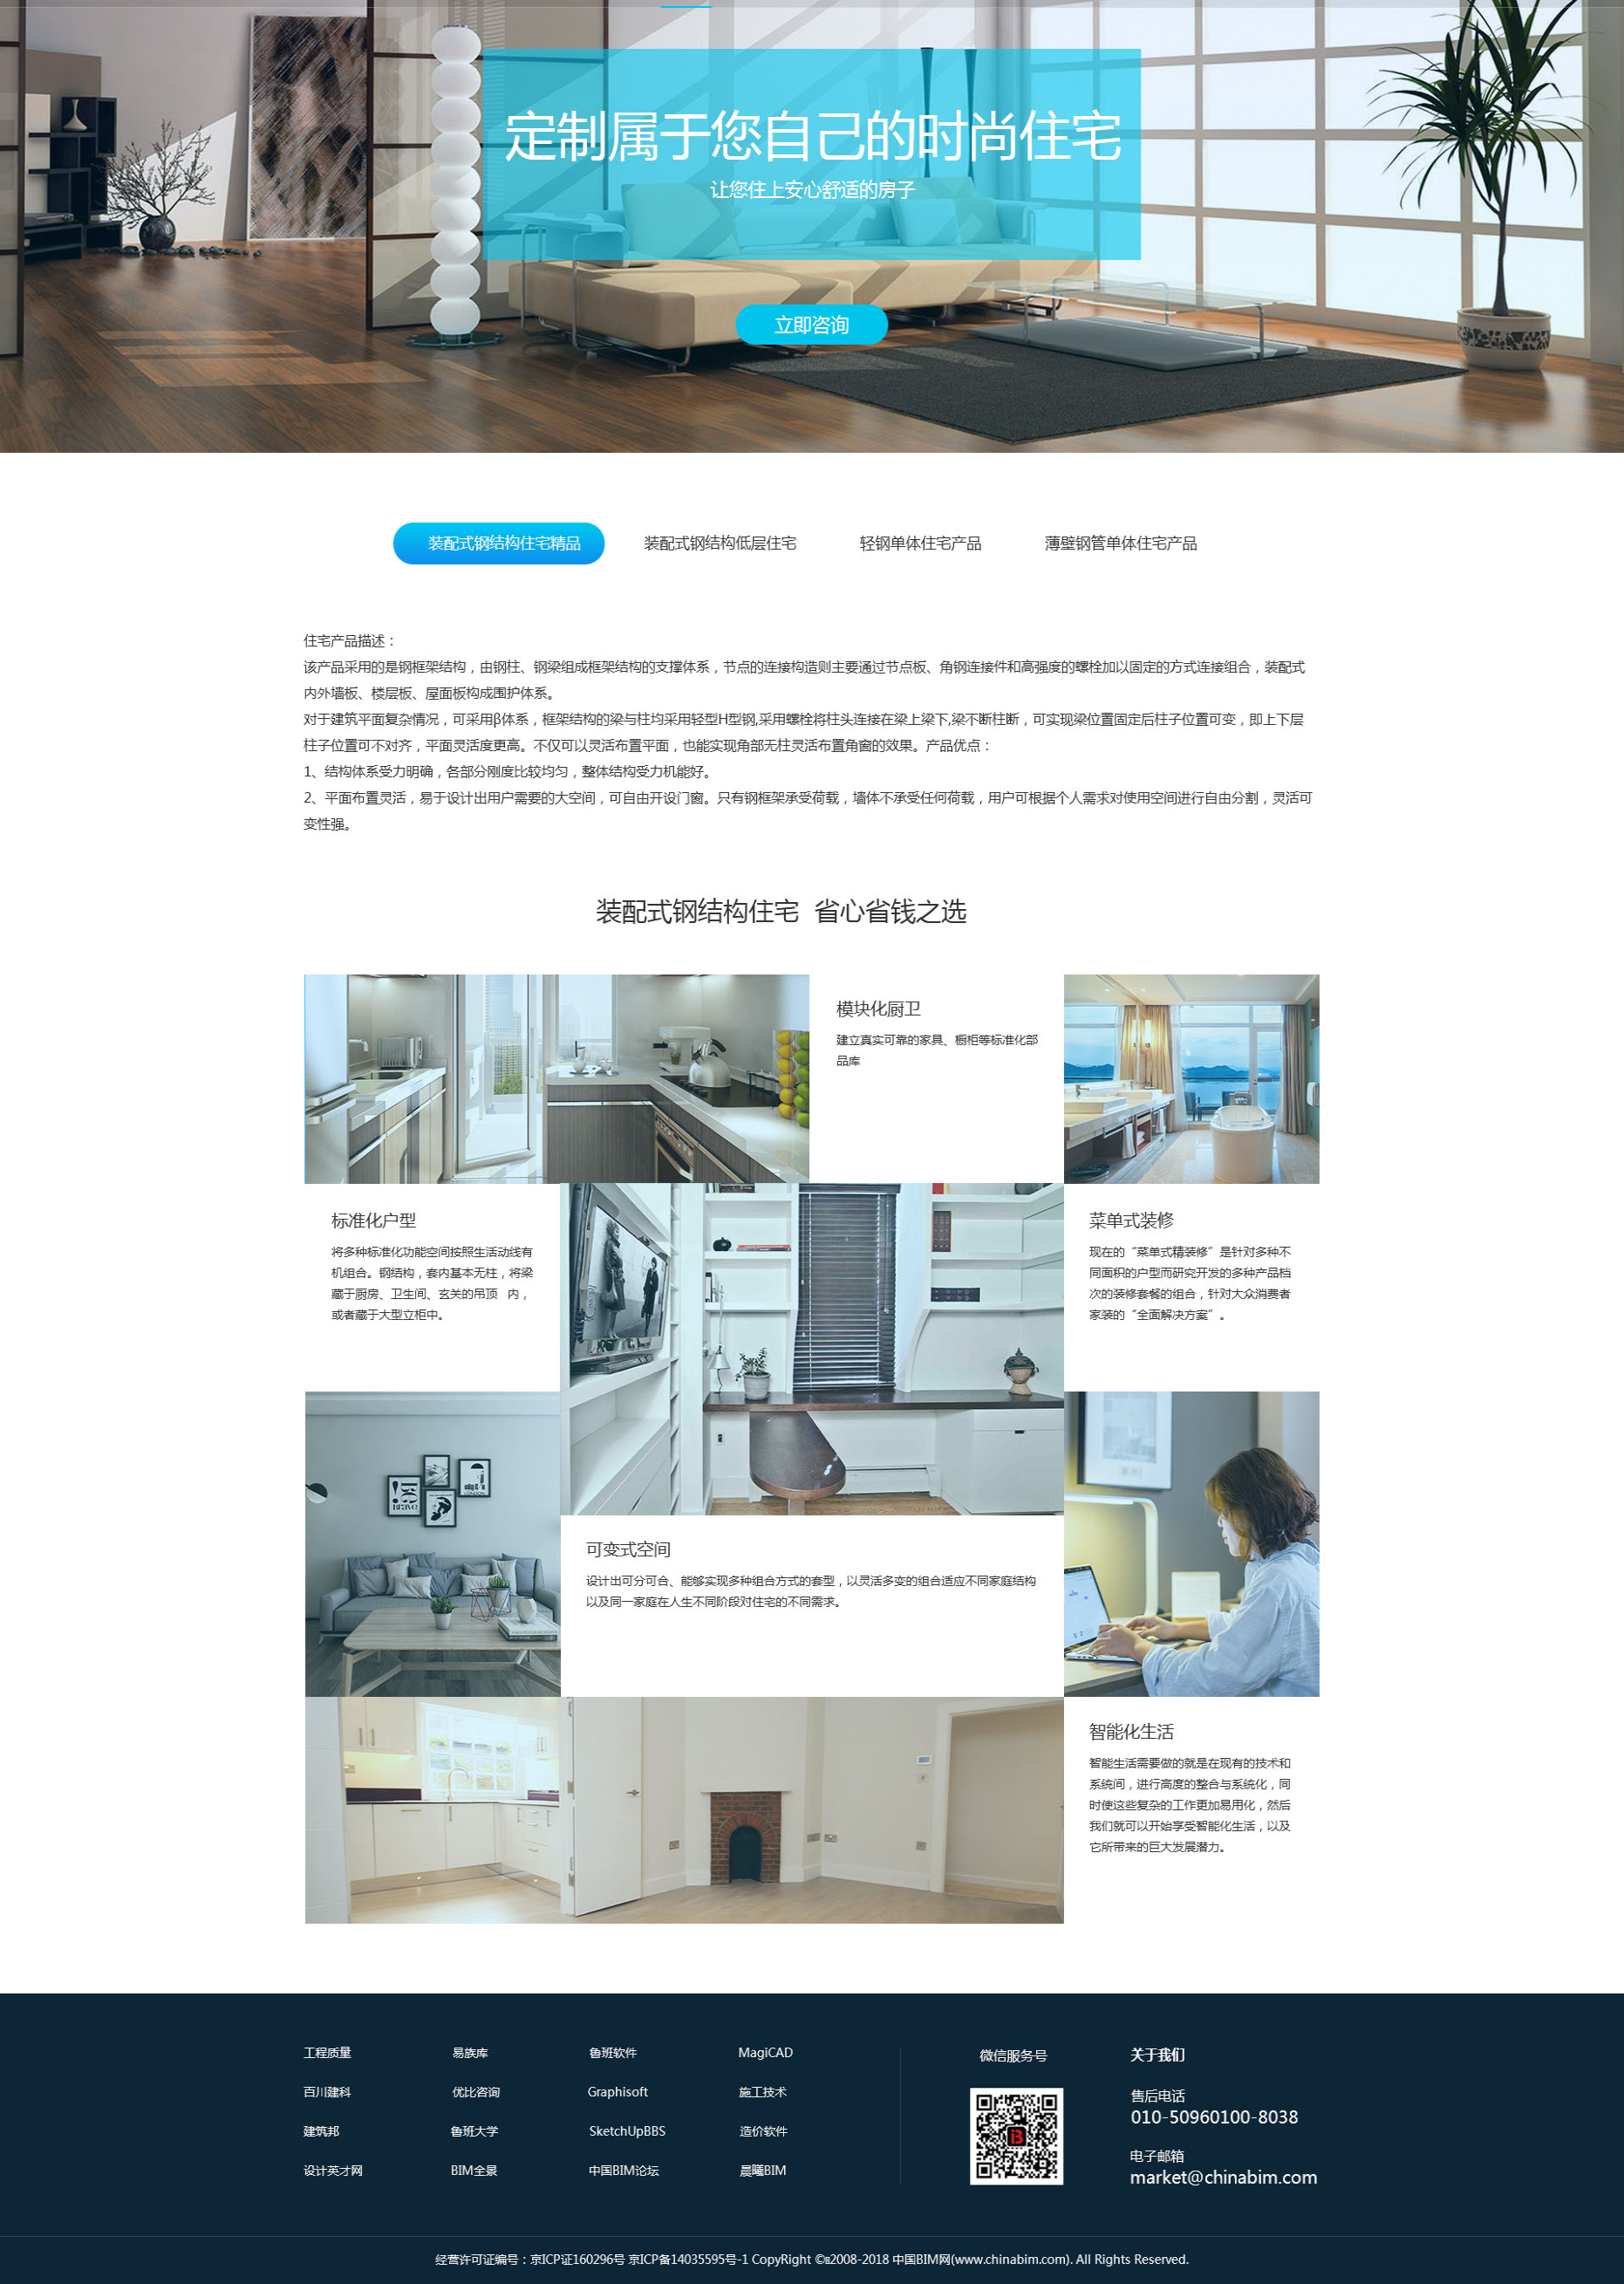 定制属于您自己的时尚住宅
让您住上安心舒适的房子
立即咨询
装配式钢结构住宅精品
装配式钢结构低层住宅
轻钢单体住宅产品
薄壁钢管单体住宅产品
住宅产品描述：
该产品采用的是钢框架结构，由钢柱、钢梁组成框架结构的支撑体系，节点的连接构造则主要通过节点板、角钢连接件和高强度的螺栓加以固定的方式连接组合，装配式
内外墙板、楼层板、屋面板构成围护体系。
对于建筑平面复杂情况，可采用β体系，框架结构的梁与柱均采用轻型H型钢,采用螺栓将柱头连接在梁上梁下,梁不断柱断，可实现梁位置固定后柱子位置可变，即上下层
柱子位置可不对齐，平面灵活度更高。不仅可以灵活布置平面，也能实现角部无柱灵活布置角窗的效果。产品优点：
1、结构体系受力明确，各部分刚度比较均匀，整体结构受力机能好。
2、平面布置灵活，易于设计出用户需要的大空间，可自由开设门窗。只有钢框架承受荷载，墙体不承受任何荷载，用户可根据个人需求对使用空间进行自由分割，灵活可
变性强。
装配式钢结构住宅 省心省钱之选
模块化厨卫
建立真实可靠的家具、橱柜等标准化部
品库
标准化户型
将多种标准化功能空间按照生活动线有
机组合。钢结构，套内基本无柱，将梁
藏于厨房、卫生间、玄关的吊顶 内，
或者藏于大型立柜中。
菜单式装修
现在的“菜单式精装修”是针对多种不
同面积的户型而研究开发的多种产品档
次的装修套餐的组合，针对大众消费者
家装的“全面解决方案”。
可变式空间
设计出可分可合、能够实现多种组合方式的套型，以灵活多变的组合适应不同家庭结构
以及同一家庭在人生不同阶段对住宅的不同需求。
智能化生活
智能生活需要做的就是在现有的技术和
系统间，进行高度的整合与系统化，同
时使这些复杂的工作更加易用化，然后
我们就可以开始享受智能化生活，以及
它所带来的巨大发展潜力。
工程质量 易族库 鲁班软件 MagiCAD
百川建科 优比咨询 Graphisoft 施工技术
建筑邦 鲁班大学 SketchUpBBS 造价软件
设计英才网 BIM全景 中国BIM论坛 晨曦BIM
微信服务号
关于我们
售后电话
010-50960100-8038
电子邮箱
market@chinabim.com
经营许可证编号：京ICP证160296号 京ICP备14035595号-1 CopyRight ©2008-2018 中国BIM网(www.chinabim.com). All Rights Reserved.